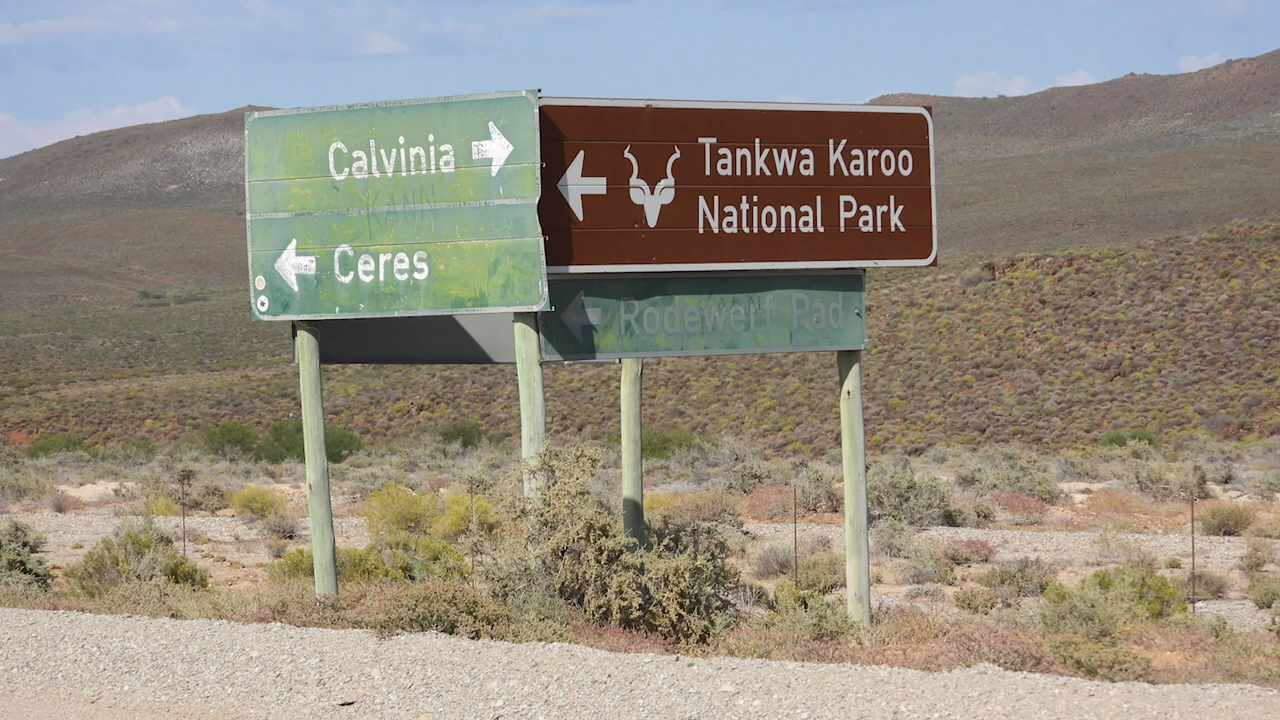 Calvinia
Ceres
Tankwa Karoo
National Park
Rodewerf Pad